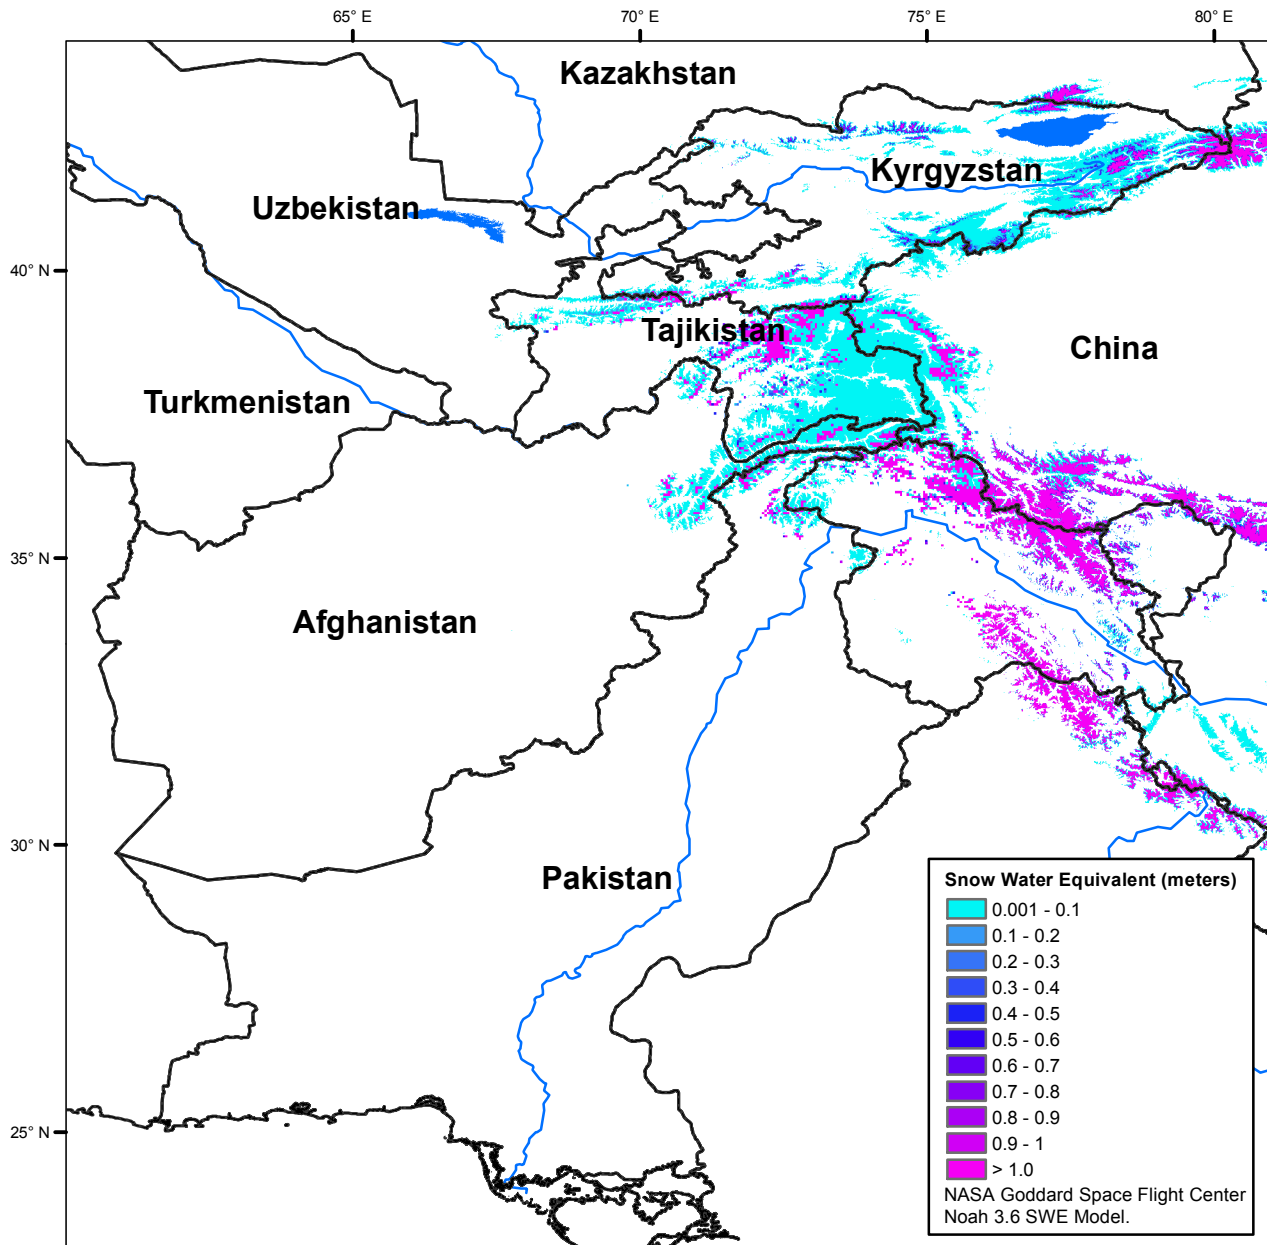 65° E
70° E
75° E
80° E
Kazakhstan
Kyrgyzstan
Uzbekistan
40° N
Tajikistan
China
Turkmenistan
35° N
Afghanistan
30° N
Pakistan
25° N
Snow Water Equivalent (meters)
0.001 - 0.1
0.1 - 0.2
0.2 - 0.3
0.3 - 0.4
0.4 - 0.5
0.5 - 0.6
0.6 - 0.7
0.7 - 0.8
0.8 - 0.9
0.9 - 1
> 1.0
NASA Goddard Space Flight Center
Noah 3.6 SWE Model.